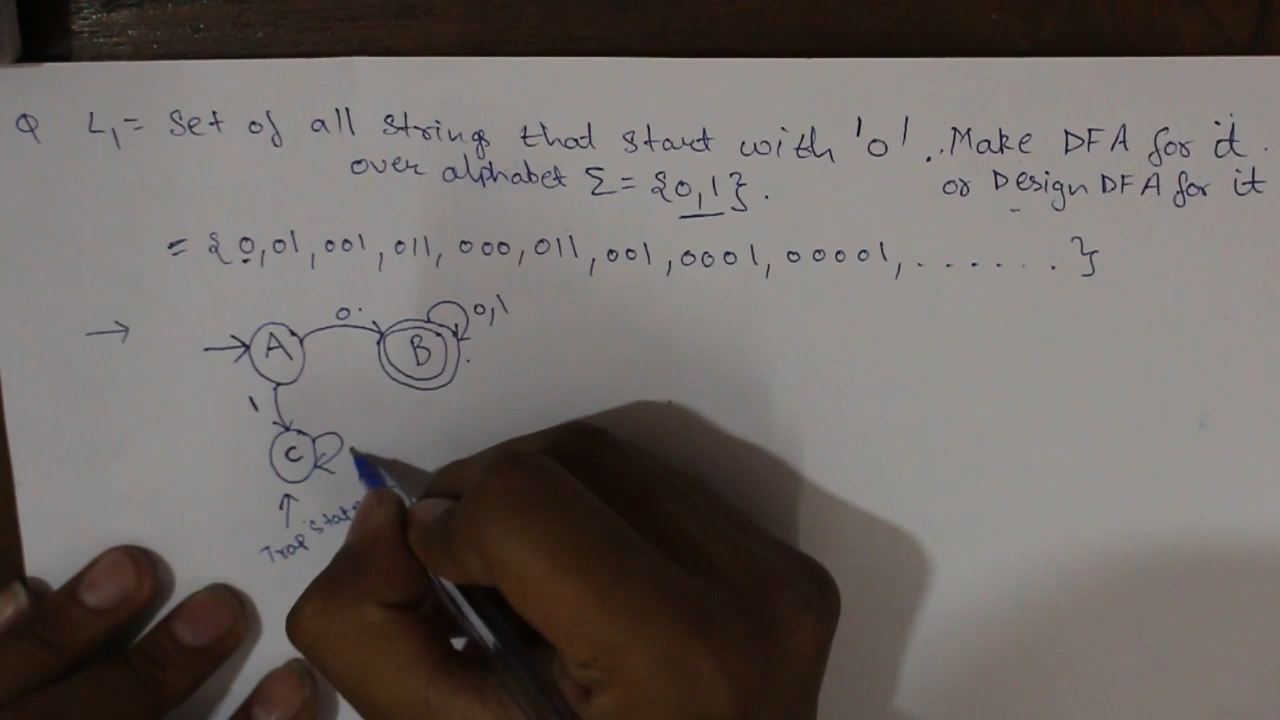 Q L₁ = Set of all strings that start with '0'. Make DFA for it.
over alphabet Σ = {0,1}. or Design DFA for it
= {0,01,001,011,000,011,001,0001,00001,.......}
→ A 0 B 0,1
1
C
Trap State